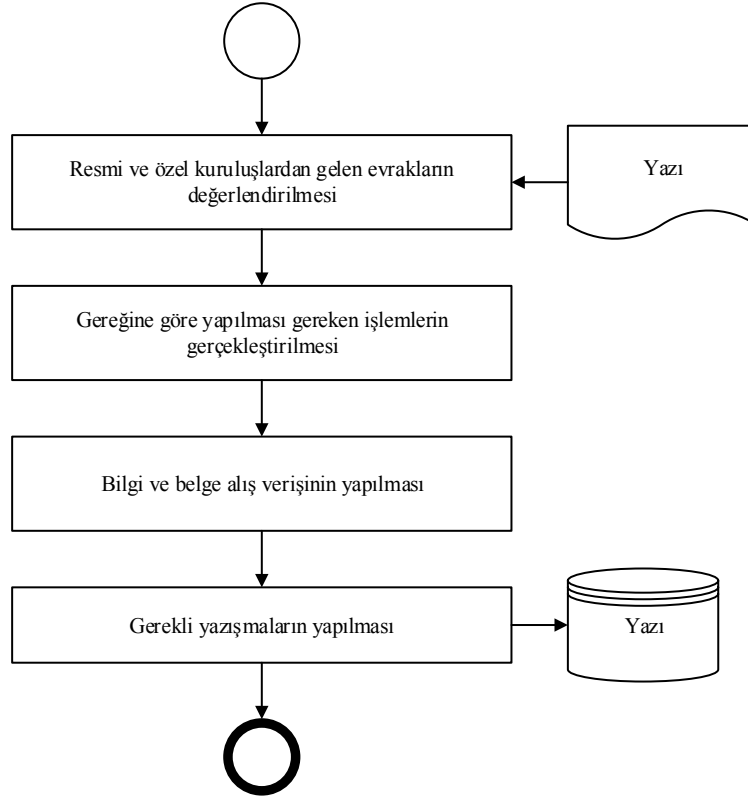 Resmi ve özel kuruluşlardan gelen evrakların
değerlendirilmesi
Yazı
Gereğine göre yapılması gereken işlemlerin
gerçekleştirilmesi
Bilgi ve belge alış verişinin yapılması
Gerekli yazışmaların yapılması
Yazı